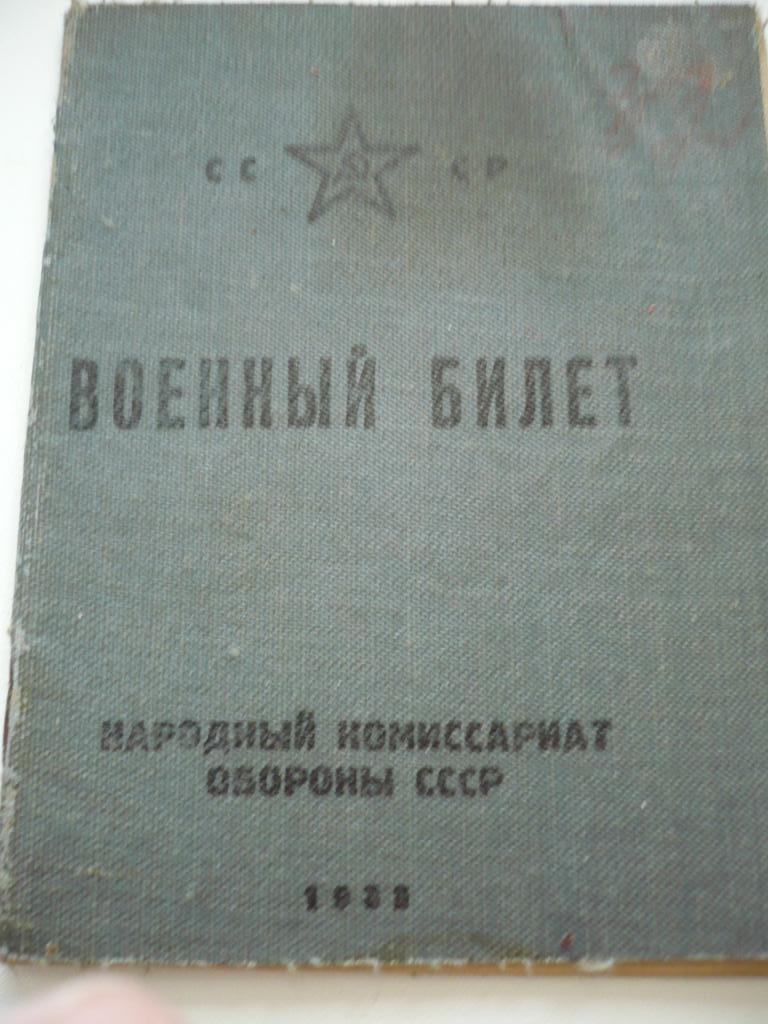 СС СР
ВОЕННЫЙ БИЛЕТ
НАРОДНЫЙ КОМИССАРИАТ
ОБОРОНЫ СССР